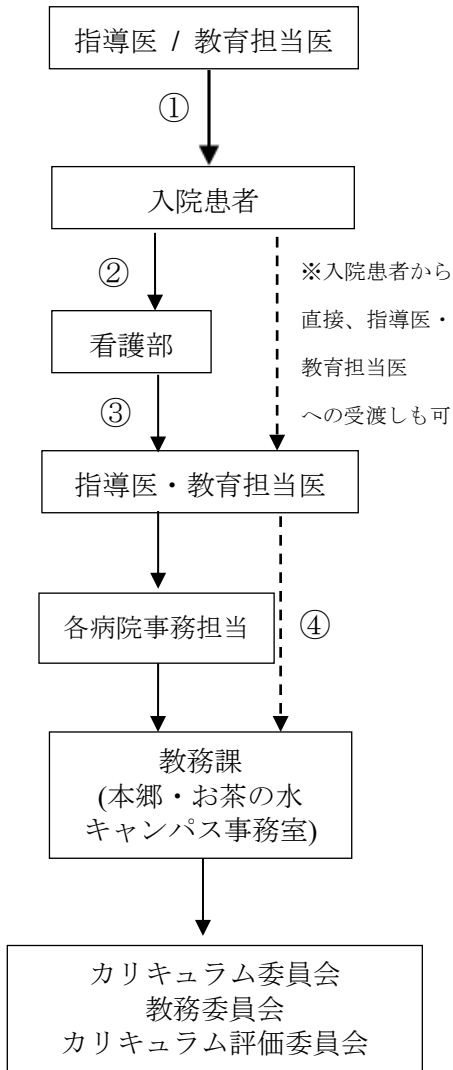 指導医 / 教育担当医
①
入院患者
②
※入院患者から
直接、指導医・
教育担当医
への受渡しも可
看護部
③
指導医・教育担当医
各病院事務担当
④
教務課
(本郷・お茶の水
キャンパス事務室)
カリキュラム委員会
教務委員会
カリキュラム評価委員会